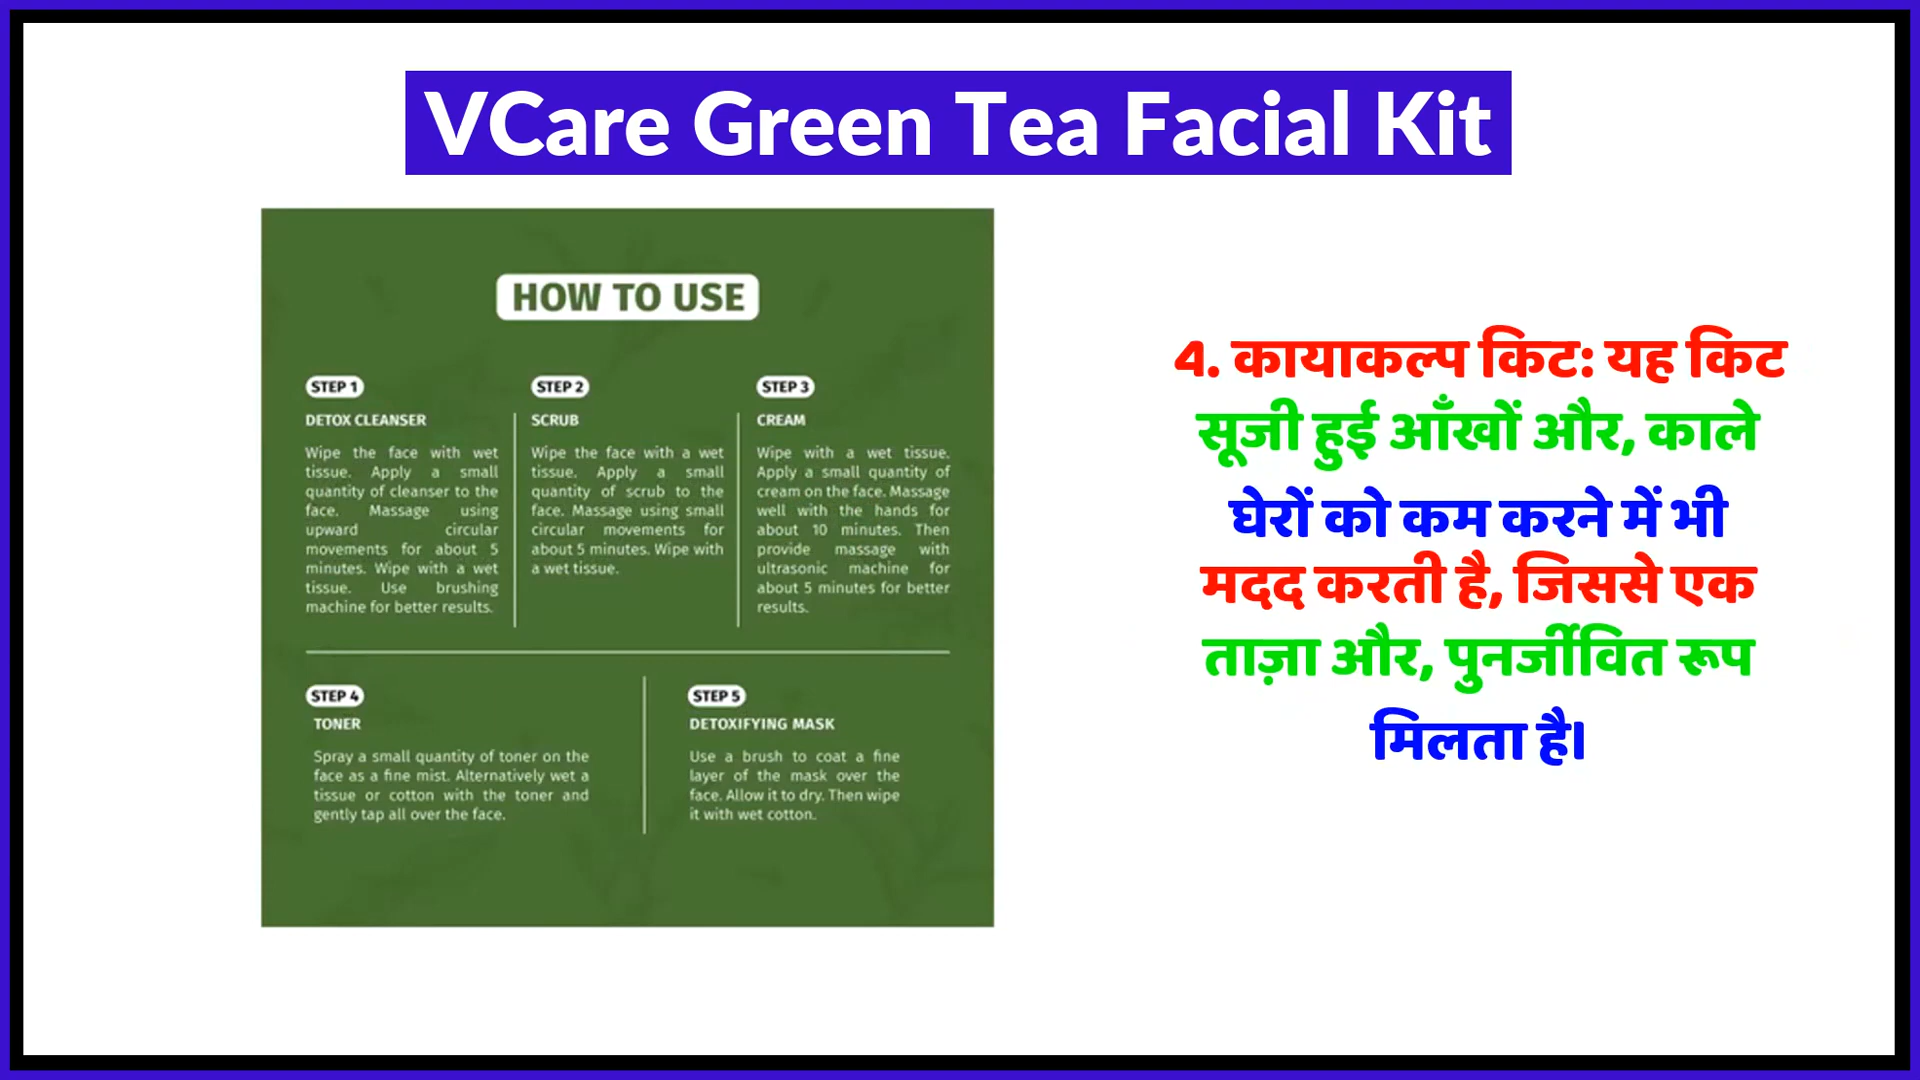 VCare Green Tea Facial Kit
HOW TO USE
STEP 1
DETOX CLEANSER
Wipe the face with wet
tissue. Apply a small
quantity of cleanser to the
face. Massage using
upward circular
movements for about 5
minutes. Wipe with a wet
tissue. Use brushing
machine for better results.
STEP 2
SCRUB
Wipe the face with a wet
tissue. Apply a small
quantity of scrub to the
face. Massage using small
circular movements for
about 5 minutes. Wipe with
a wet tissue.
STEP 3
CREAM
Wipe with a wet tissue.
Apply a small quantity of
cream on the face. Massage
well with the hands for
about 10 minutes. Then
provide massage with
ultrasonic machine for
about 5 minutes for better
results.
STEP 4
TONER
Spray a small quantity of toner on the
face as a fine mist. Alternatively wet a
tissue or cotton with the toner and
gently tap all over the face.
STEP 5
DETOXIFYING MASK
Use a brush to coat a fine
layer of the mask over the
face. Allow it to dry. Then wipe
it with wet cotton.
4. कायाकल्प किट: यह किट
सूजी हुई आँखों और, काले
घेरों को कम करने में भी
मदद करती है, जिससे एक
ताज़ा और, पुनर्जीवित रूप
मिलता है।